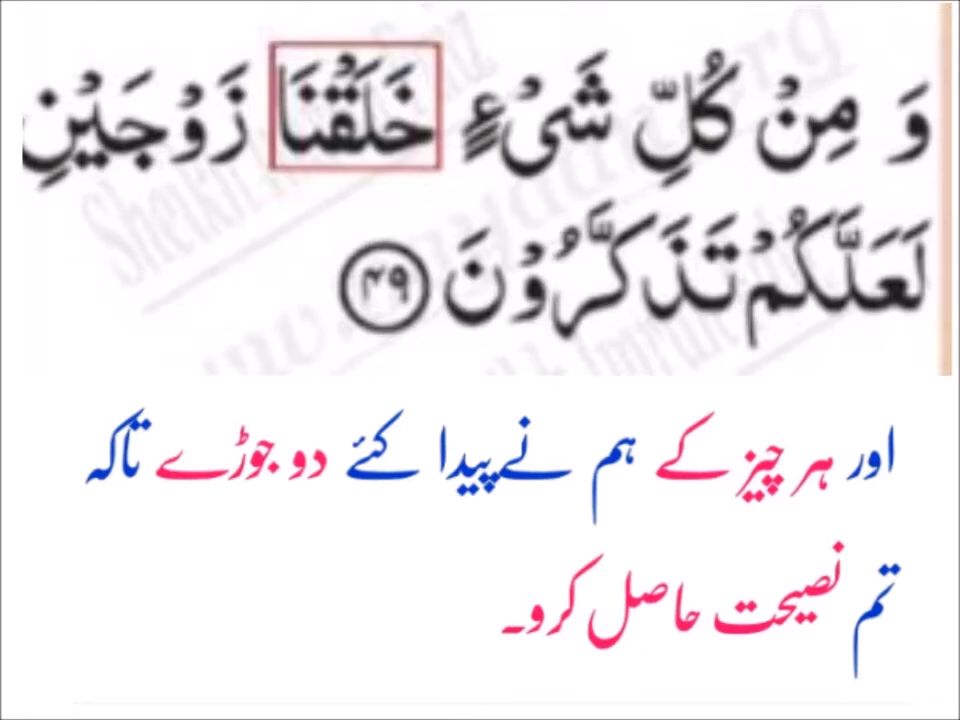 وَ مِنْ كُلِّ شَیْءٍ خَلَقْنَا زَوْجَیْنِ
لَعَلَّكُمْ تَذَكَّرُوْنَ ﴿۴۹﴾
اور ہر چیز کے ہم نے پیدا کئے دو جوڑے تاکہ
تم نصیحت حاصل کرو۔